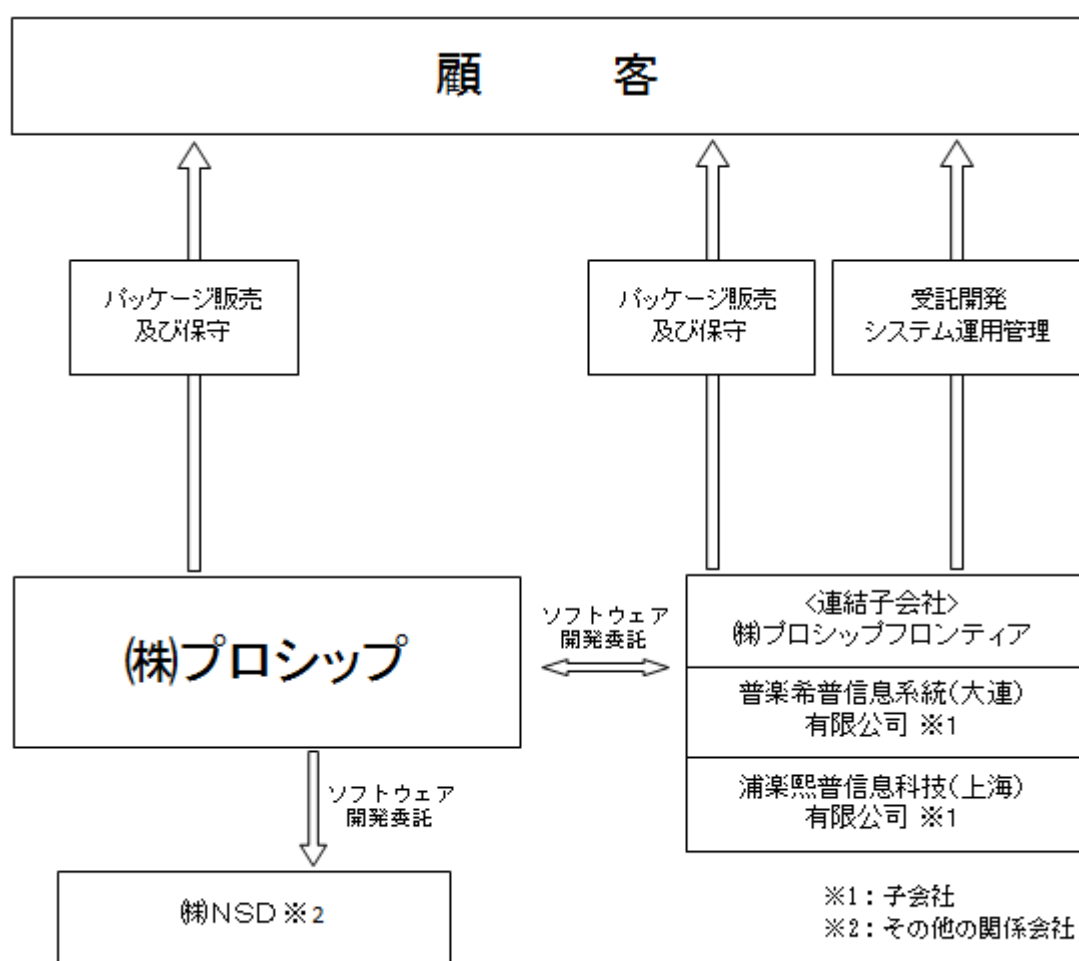 顧 客
パッケージ販売
及び保守
パッケージ販売
及び保守
受託開発
システム運用管理
㈱プロシップ
ソフトウェア
開発委託
<連結子会社>
㈱プロシップフロンティア
普楽希普信息系統(大連)
有限公司 ※1
浦楽熙普信息科技(上海)
有限公司 ※1
ソフトウェア
開発委託
㈱NSD※2
※1：子会社
※2：その他の関係会社